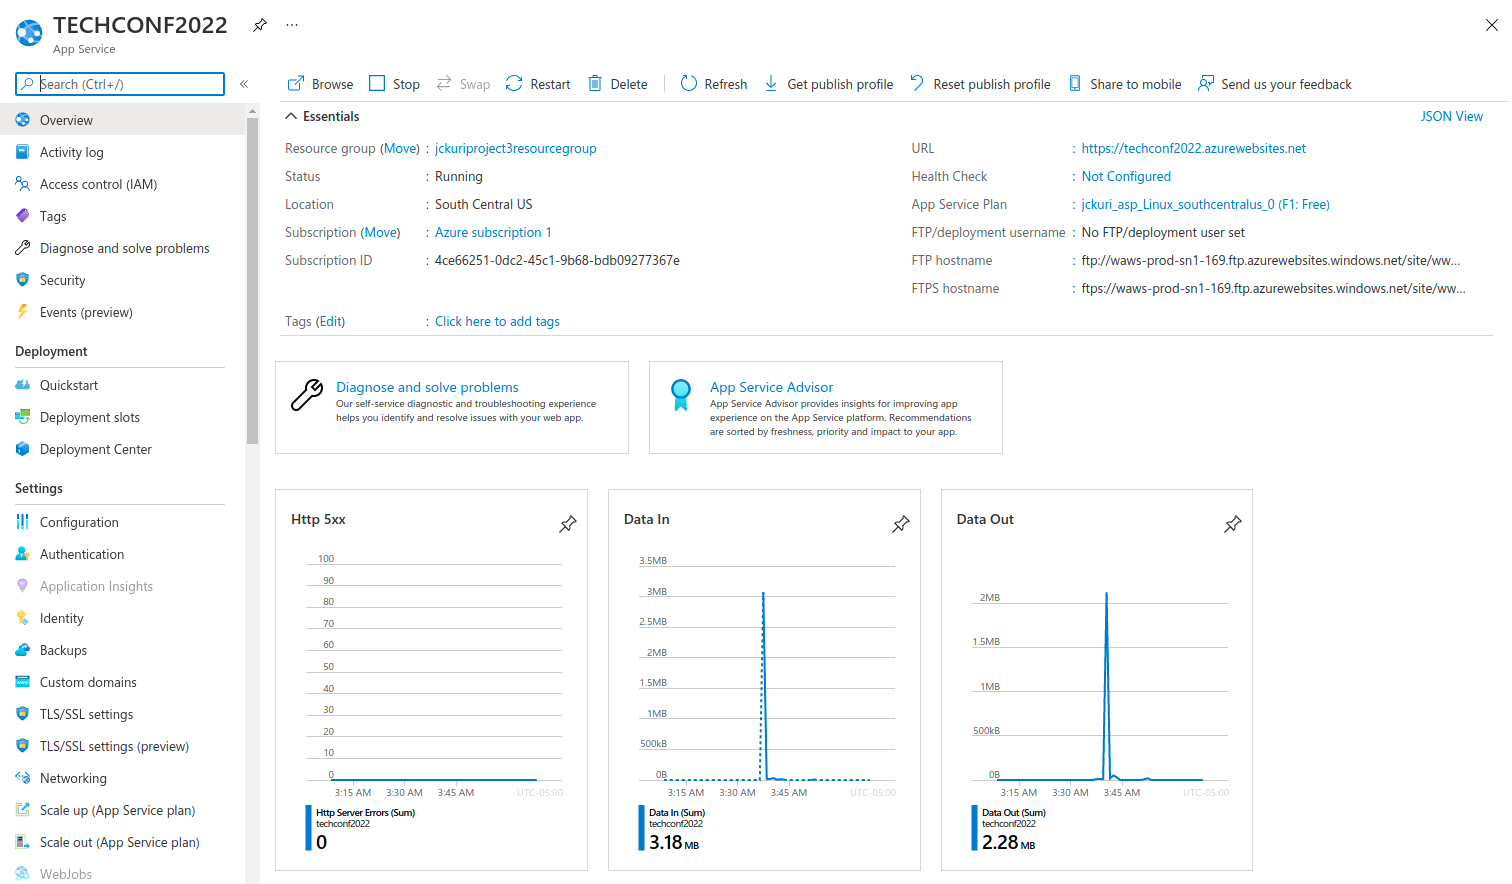 TECHCONF2022
App Service
Search (Ctrl+/)
«
Overview
Activity log
Access control (IAM)
Tags
Diagnose and solve problems
Security
Events (preview)
Deployment
Quickstart
Deployment slots
Deployment Center
Settings
Configuration
Authentication
Application Insights
Identity
Backups
Custom domains
TLS/SSL settings
TLS/SSL settings (preview)
Networking
Scale up (App Service plan)
Scale out (App Service plan)
WebJobs
Browse Stop Swap Restart Delete Refresh Get publish profile Reset publish profile Share to mobile Send us your feedback
Essentials
JSON View
Resource group (Move) : jckuriproject3resourcegroup
Status : Running
Location : South Central US
Subscription (Move) : Azure subscription 1
Subscription ID : 4ce66251-0dc2-45c1-9b68-bdb09277367e
Tags (Edit) : Click here to add tags
URL : https://techconf2022.azurewebsites.net
Health Check : Not Configured
App Service Plan : jckuri_asp_Linux_southcentralus_0 (F1: Free)
FTP/deployment username : No FTP/deployment user set
FTP hostname : ftp://waws-prod-sn1-169.ftp.azurewebsites.windows.net/site/ww...
FTPS hostname : ftps://waws-prod-sn1-169.ftp.azurewebsites.windows.net/site/ww...
Diagnose and solve problems
Our self-service diagnostic and troubleshooting experience
helps you identify and resolve issues with your web app.
App Service Advisor
App Service Advisor provides insights for improving app
experience on the App Service platform. Recommendations
are sorted by freshness, priority and impact to your app.
Http 5xx
100
90
80
70
60
50
40
30
20
10
0
3:15 AM 3:30 AM 3:45 AM UTC-05:00
Http Server Errors (Sum)
techconf2022
0
Data In
3.5MB
3MB
2.5MB
2MB
1.5MB
1MB
500kB
0B
3:15 AM 3:30 AM 3:45 AM UTC-05:00
Data In (Sum)
techconf2022
3.18 MB
Data Out
2MB
1.5MB
1MB
500kB
0B
3:15 AM 3:30 AM 3:45 AM UTC-05:00
Data Out (Sum)
techconf2022
2.28 MB